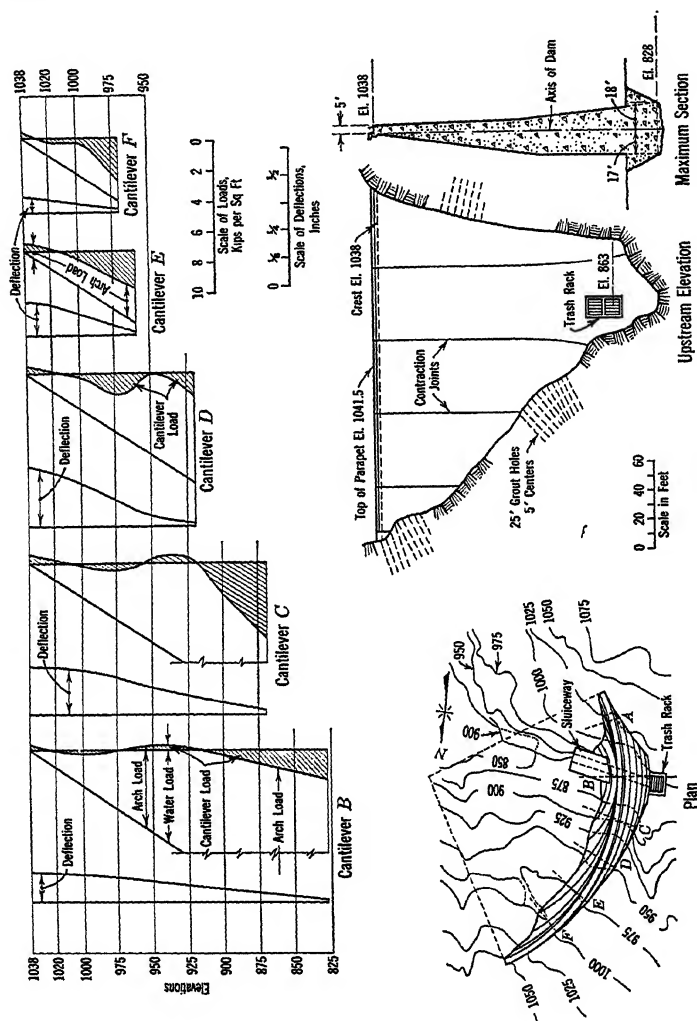 1038
1020
1000
975
950
925
900
875
850
825
Elevations
Deflection
Arch Load
Water Load
Cantilever Load
Arch Load
Cantilever B
Deflection
Cantilever C
Deflection
Cantilever
Load
Cantilever D
Deflection
Arch Load
Cantilever E
Cantilever F
1038
1020
1000
975
950
10 8 6 4 2 0
Scale of Loads,
Kips per Sq Ft
0 1/8 1/4 1/2
Scale of Deflections,
Inches
N
950
975
1000
1025
1050
1075
900
850
Sluiceway
875
900
925
A
B
C
D
E
F
Trash Rack
1050
1025
1000
975
950
900
Plan
Top of Parapet El. 1041.5
Crest El. 1038
Contraction
Joints
25' Grout Holes
5' Centers
Trash Rack
El. 863
0 20 40 60
Scale in Feet
Upstream Elevation
5'
El. 1038
Axis of Dam
17'
18'
El. 828
Maximum Section